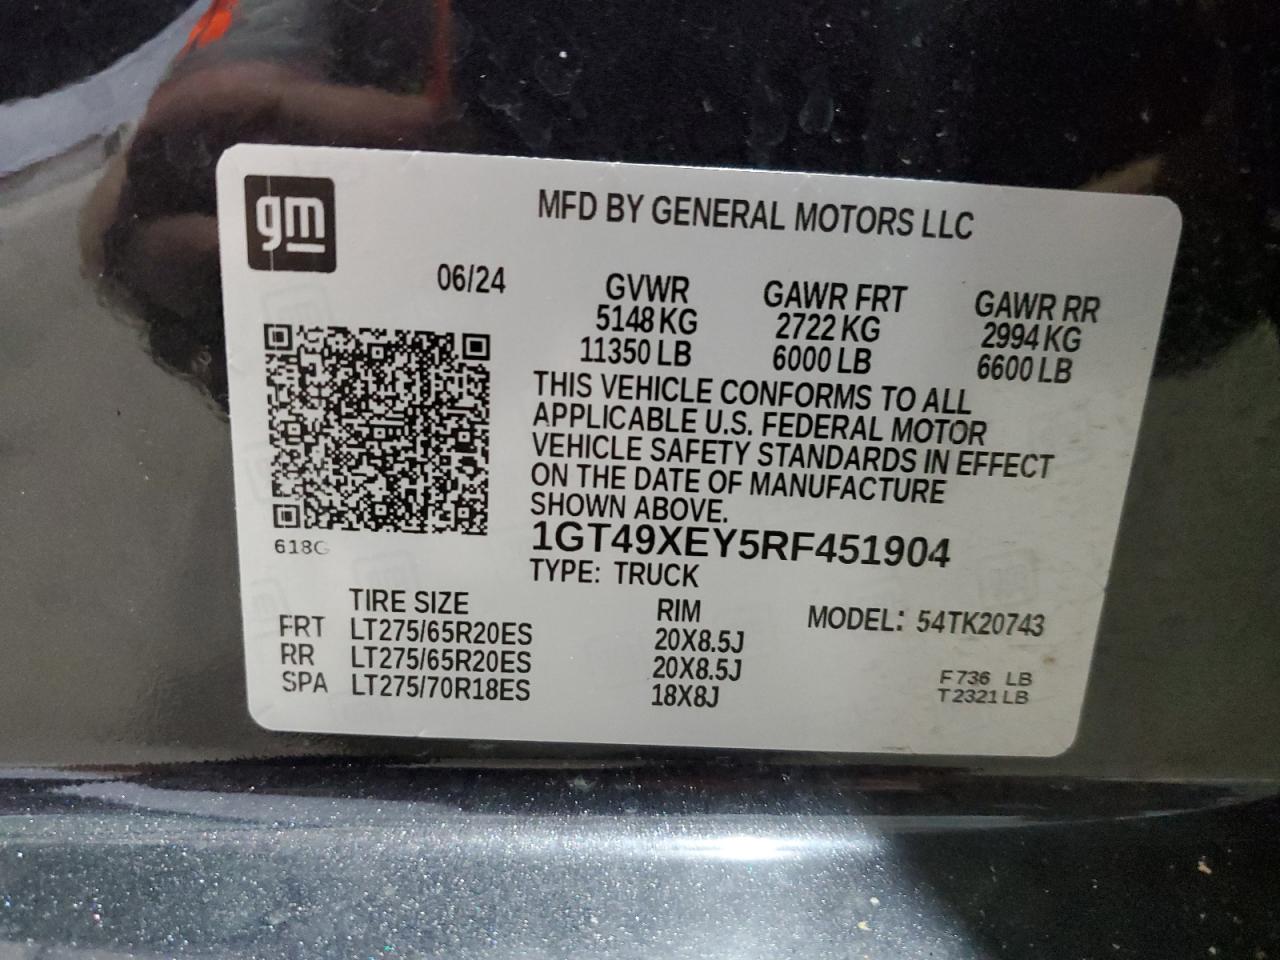 gm
MFD BY GENERAL MOTORS LLC
06/24
GVWR
5148 KG
11350 LB
GAWR FRT
2722 KG
6000 LB
GAWR RR
2994 KG
6600 LB
THIS VEHICLE CONFORMS TO ALL
APPLICABLE U.S. FEDERAL MOTOR
VEHICLE SAFETY STANDARDS IN EFFECT
ON THE DATE OF MANUFACTURE
SHOWN ABOVE.
1GT49XEY5RF451904
TYPE: TRUCK
618G
TIRE SIZE RIM MODEL: 54TK20743
FRT LT275/65R20ES 20X8.5J
RR LT275/65R20ES 20X8.5J
SPA LT275/70R18ES 18X8J
F 736 LB
T 2321 LB